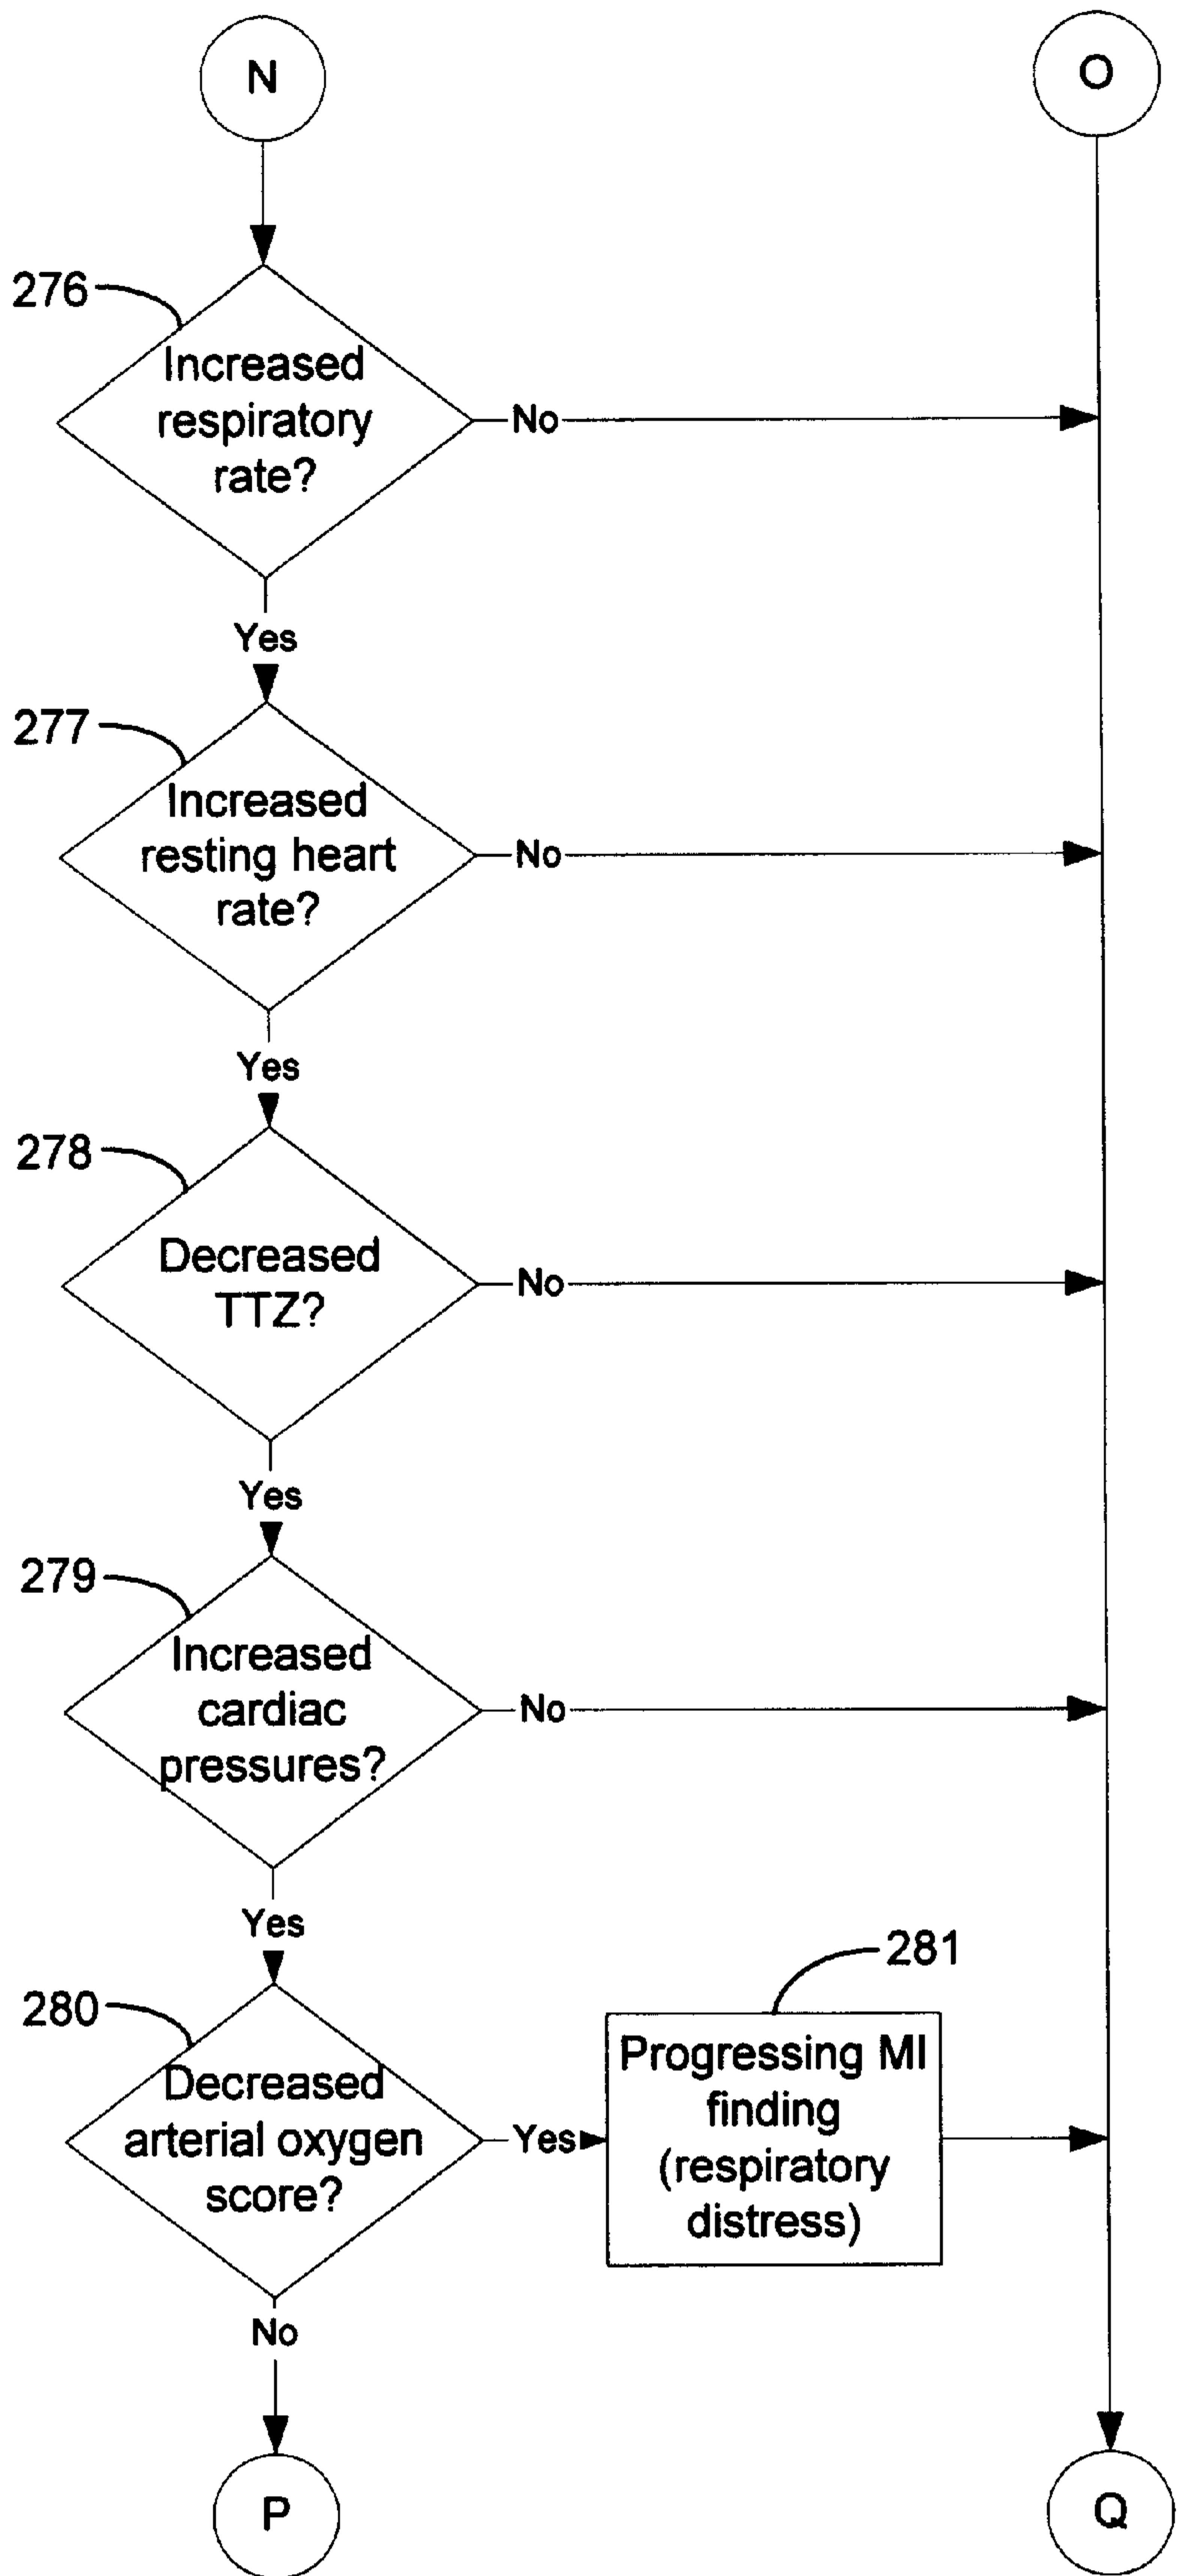 N
O
276
Increased
respiratory
rate?
No
Yes
277
Increased
resting heart
rate?
No
Yes
278
Decreased
TTZ?
No
Yes
279
Increased
cardiac
pressures?
No
Yes
280
Decreased
arterial oxygen
score?
Yes
281
Progressing MI
finding
(respiratory
distress)
No
P
Q